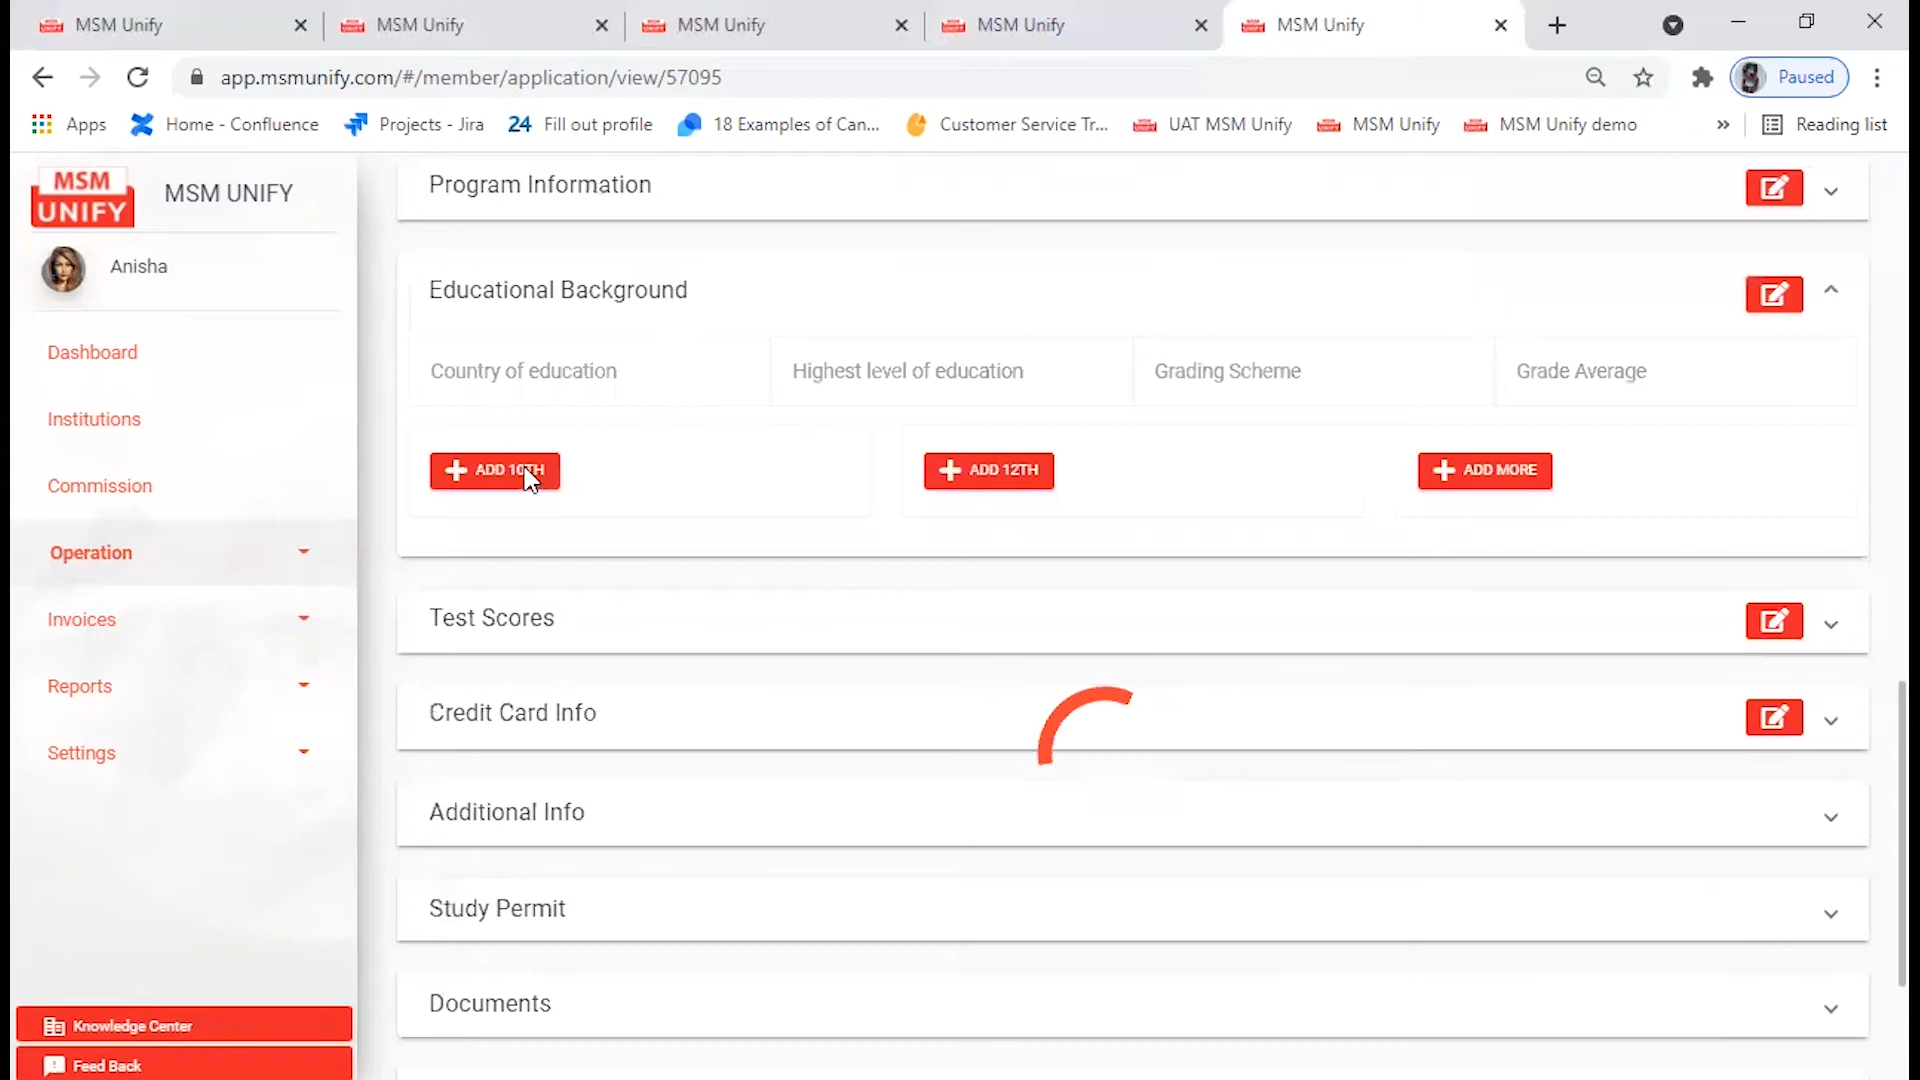 MSM Unify
MSM Unify
MSM Unify
MSM Unify
MSM Unify
app.msmunify.com/#/member/application/view/57095
Paused
Apps
Home - Confluence
Projects - Jira
24 Fill out profile
18 Examples of Can...
Customer Service Tr...
UAT MSM Unify
MSM Unify
MSM Unify demo
»
Reading list
MSM
UNIFY
MSM UNIFY
Anisha
Dashboard
Institutions
Commission
Operation
Invoices
Reports
Settings
Knowledge Center
Feed Back
Program Information
Educational Background
Country of education
Highest level of education
Grading Scheme
Grade Average
ADD 10TH
ADD 12TH
ADD MORE
Test Scores
Credit Card Info
Additional Info
Study Permit
Documents